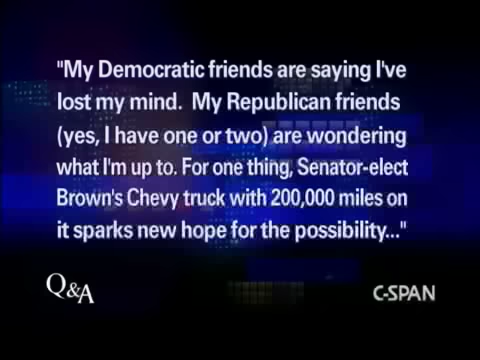 "My Democratic friends are saying I've
lost my mind. My Republican friends
(yes, I have one or two) are wondering
what I'm up to. For one thing, Senator-elect
Brown's Chevy truck with 200,000 miles on
it sparks new hope for the possibility..."
Q&A
C-SPAN